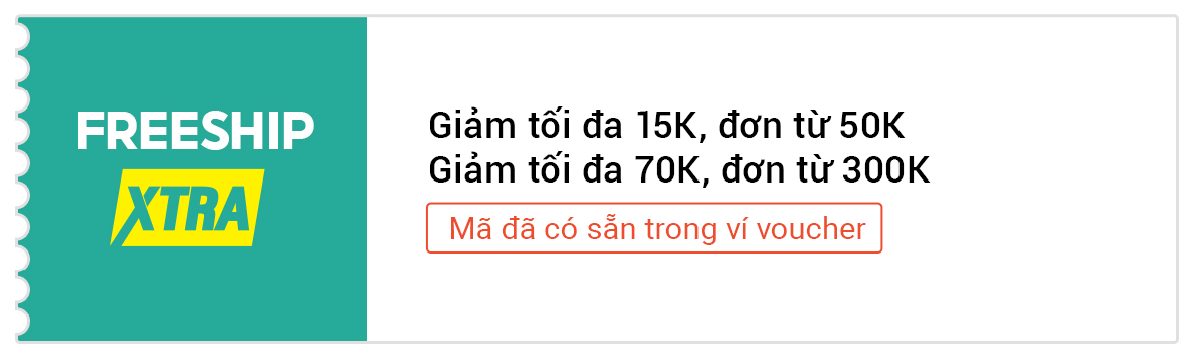 FREESHIP
XTRA
Giảm tối đa 15K, đơn từ 50K
Giảm tối đa 70K, đơn từ 300K
Mã đã có sẵn trong ví voucher